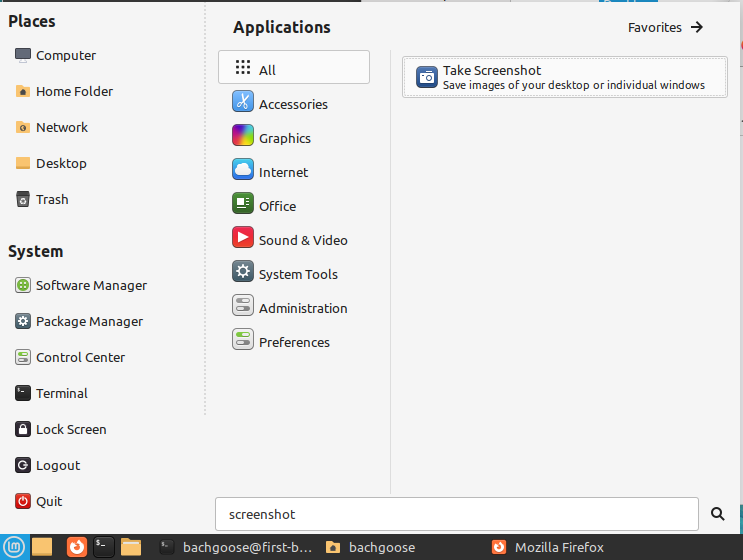 Places
Computer
Home Folder
Network
Desktop
Trash
System
Software Manager
Package Manager
Control Center
Terminal
Lock Screen
Logout
Quit
Applications
Favorites
All
Accessories
Graphics
Internet
Office
Sound & Video
System Tools
Administration
Preferences
Take Screenshot
Save images of your desktop or individual windows
screenshot
bachgoose@first-b... bachgoose Mozilla Firefox